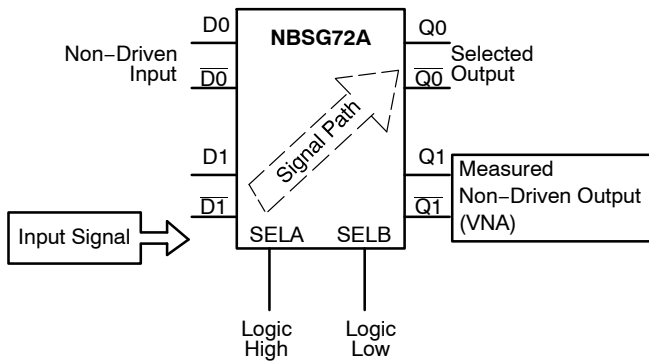 D0
NBSG72A
Q0
Non−Driven
Input
Selected
Output
D0
Q0
Signal Path
D1
Q1
Measured
Non−Driven Output
(VNA)
D1
Q1
Input Signal
SELA
SELB
Logic
High
Logic
Low